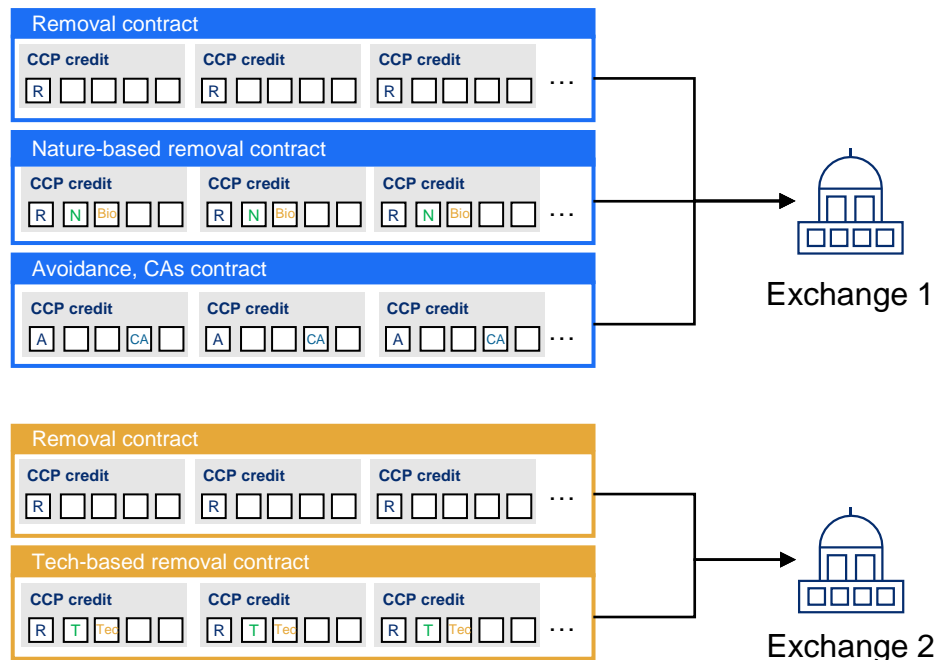 Removal contract
CCP credit CCP credit CCP credit
R R R ...
Nature-based removal contract
CCP credit CCP credit CCP credit
R N Bio R N Bio R N Bio ...
Avoidance, CAs contract
CCP credit CCP credit CCP credit
A CA A CA A CA ...
Exchange 1
Removal contract
CCP credit CCP credit CCP credit
R R R ...
Tech-based removal contract
CCP credit CCP credit CCP credit
R T Tec R T Tec R T Tec ...
Exchange 2